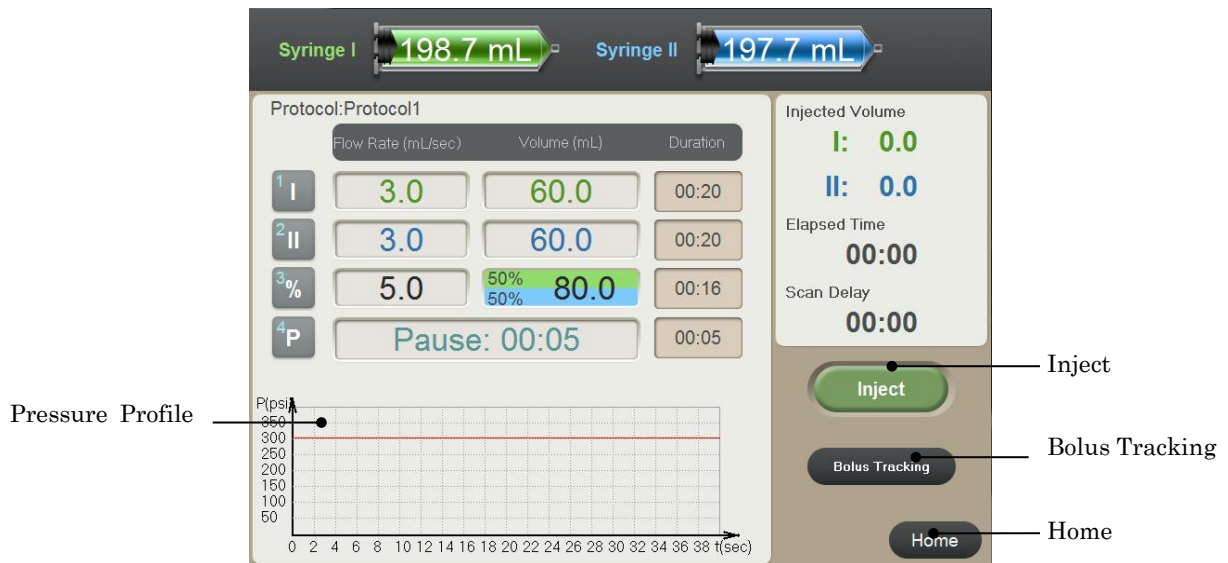 Syringe I 198.7 mL Syringe II 197.7 mL
Protocol:Protocol1
Flow Rate (mL/sec) Volume (mL) Duration
1 I 3.0 60.0 00:20
2 II 3.0 60.0 00:20
3 % 5.0 50% 50% 80.0 00:16
4 P Pause: 00:05 00:05
Injected Volume
I: 0.0
II: 0.0
Elapsed Time
00:00
Scan Delay
00:00
Inject
Inject
Bolus Tracking
Bolus Tracking
Home
Home
Pressure Profile
P(psi)
350
300
250
200
150
100
50
0 2 4 6 8 10 12 14 16 18 20 22 24 26 28 30 32 34 36 38 t(sec)